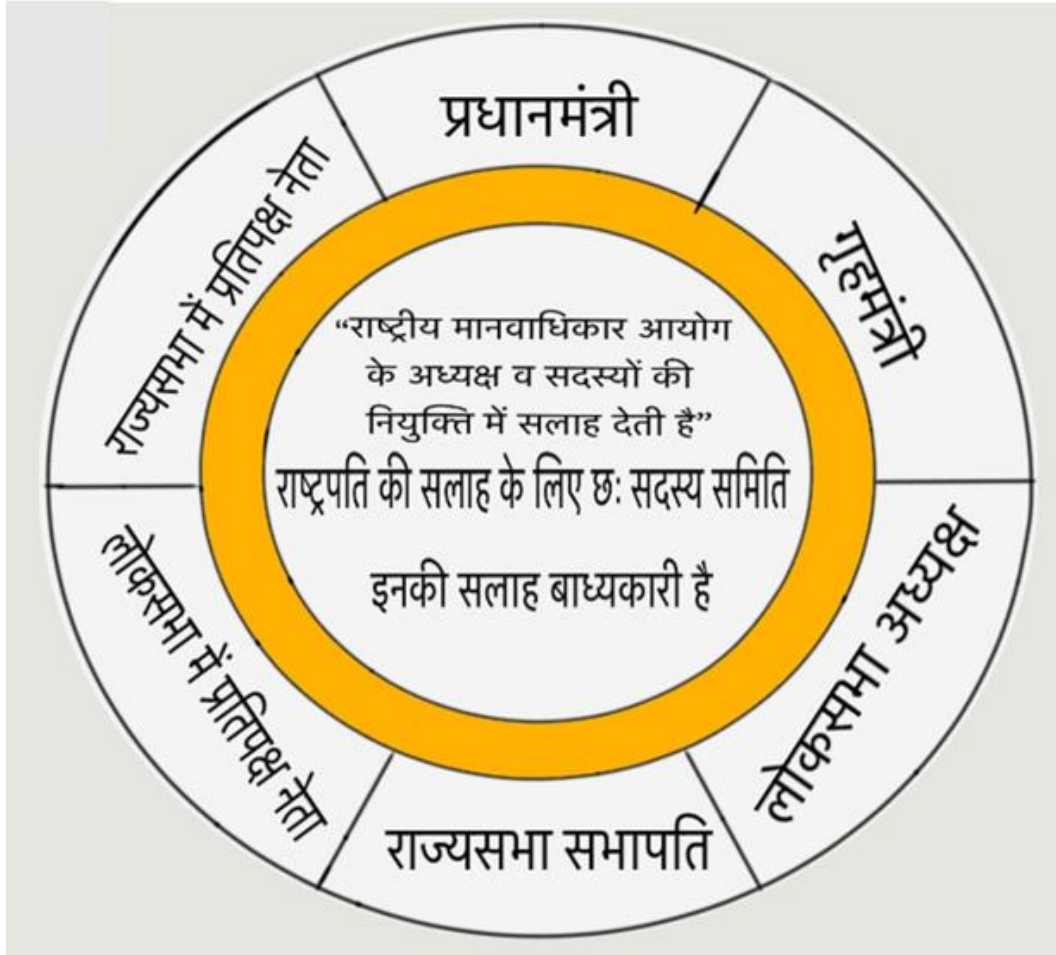 प्रधानमंत्री
गृहमंत्री
लोकसभा अध्यक्ष
राज्यसभा सभापति
लोकसभा में प्रतिपक्ष नेता
राज्यसभा में प्रतिपक्ष नेता
“राष्ट्रीय मानवाधिकार आयोग
के अध्यक्ष व सदस्यों की
नियुक्ति में सलाह देती है”
राष्ट्रपति की सलाह के लिए छः सदस्य समिति
इनकी सलाह बाध्यकारी है